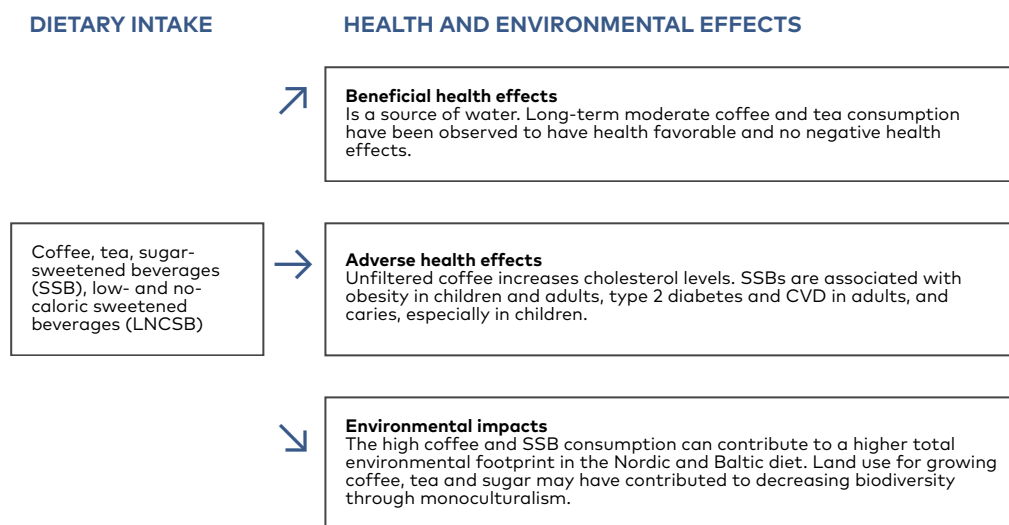 DIETARY INTAKE
HEALTH AND ENVIRONMENTAL EFFECTS
Beneficial health effects
Is a source of water. Long-term moderate coffee and tea consumption
have been observed to have health favorable and no negative health
effects.
Coffee, tea, sugar-
sweetened beverages
(SSB), low- and no-
caloric sweetened
beverages (LNCSB)
Adverse health effects
Unfiltered coffee increases cholesterol levels. SSBs are associated with
obesity in children and adults, type 2 diabetes and CVD in adults, and
caries, especially in children.
Environmental impacts
The high coffee and SSB consumption can contribute to a higher total
environmental footprint in the Nordic and Baltic diet. Land use for growing
coffee, tea and sugar may have contributed to decreasing biodiversity
through monoculturalism.